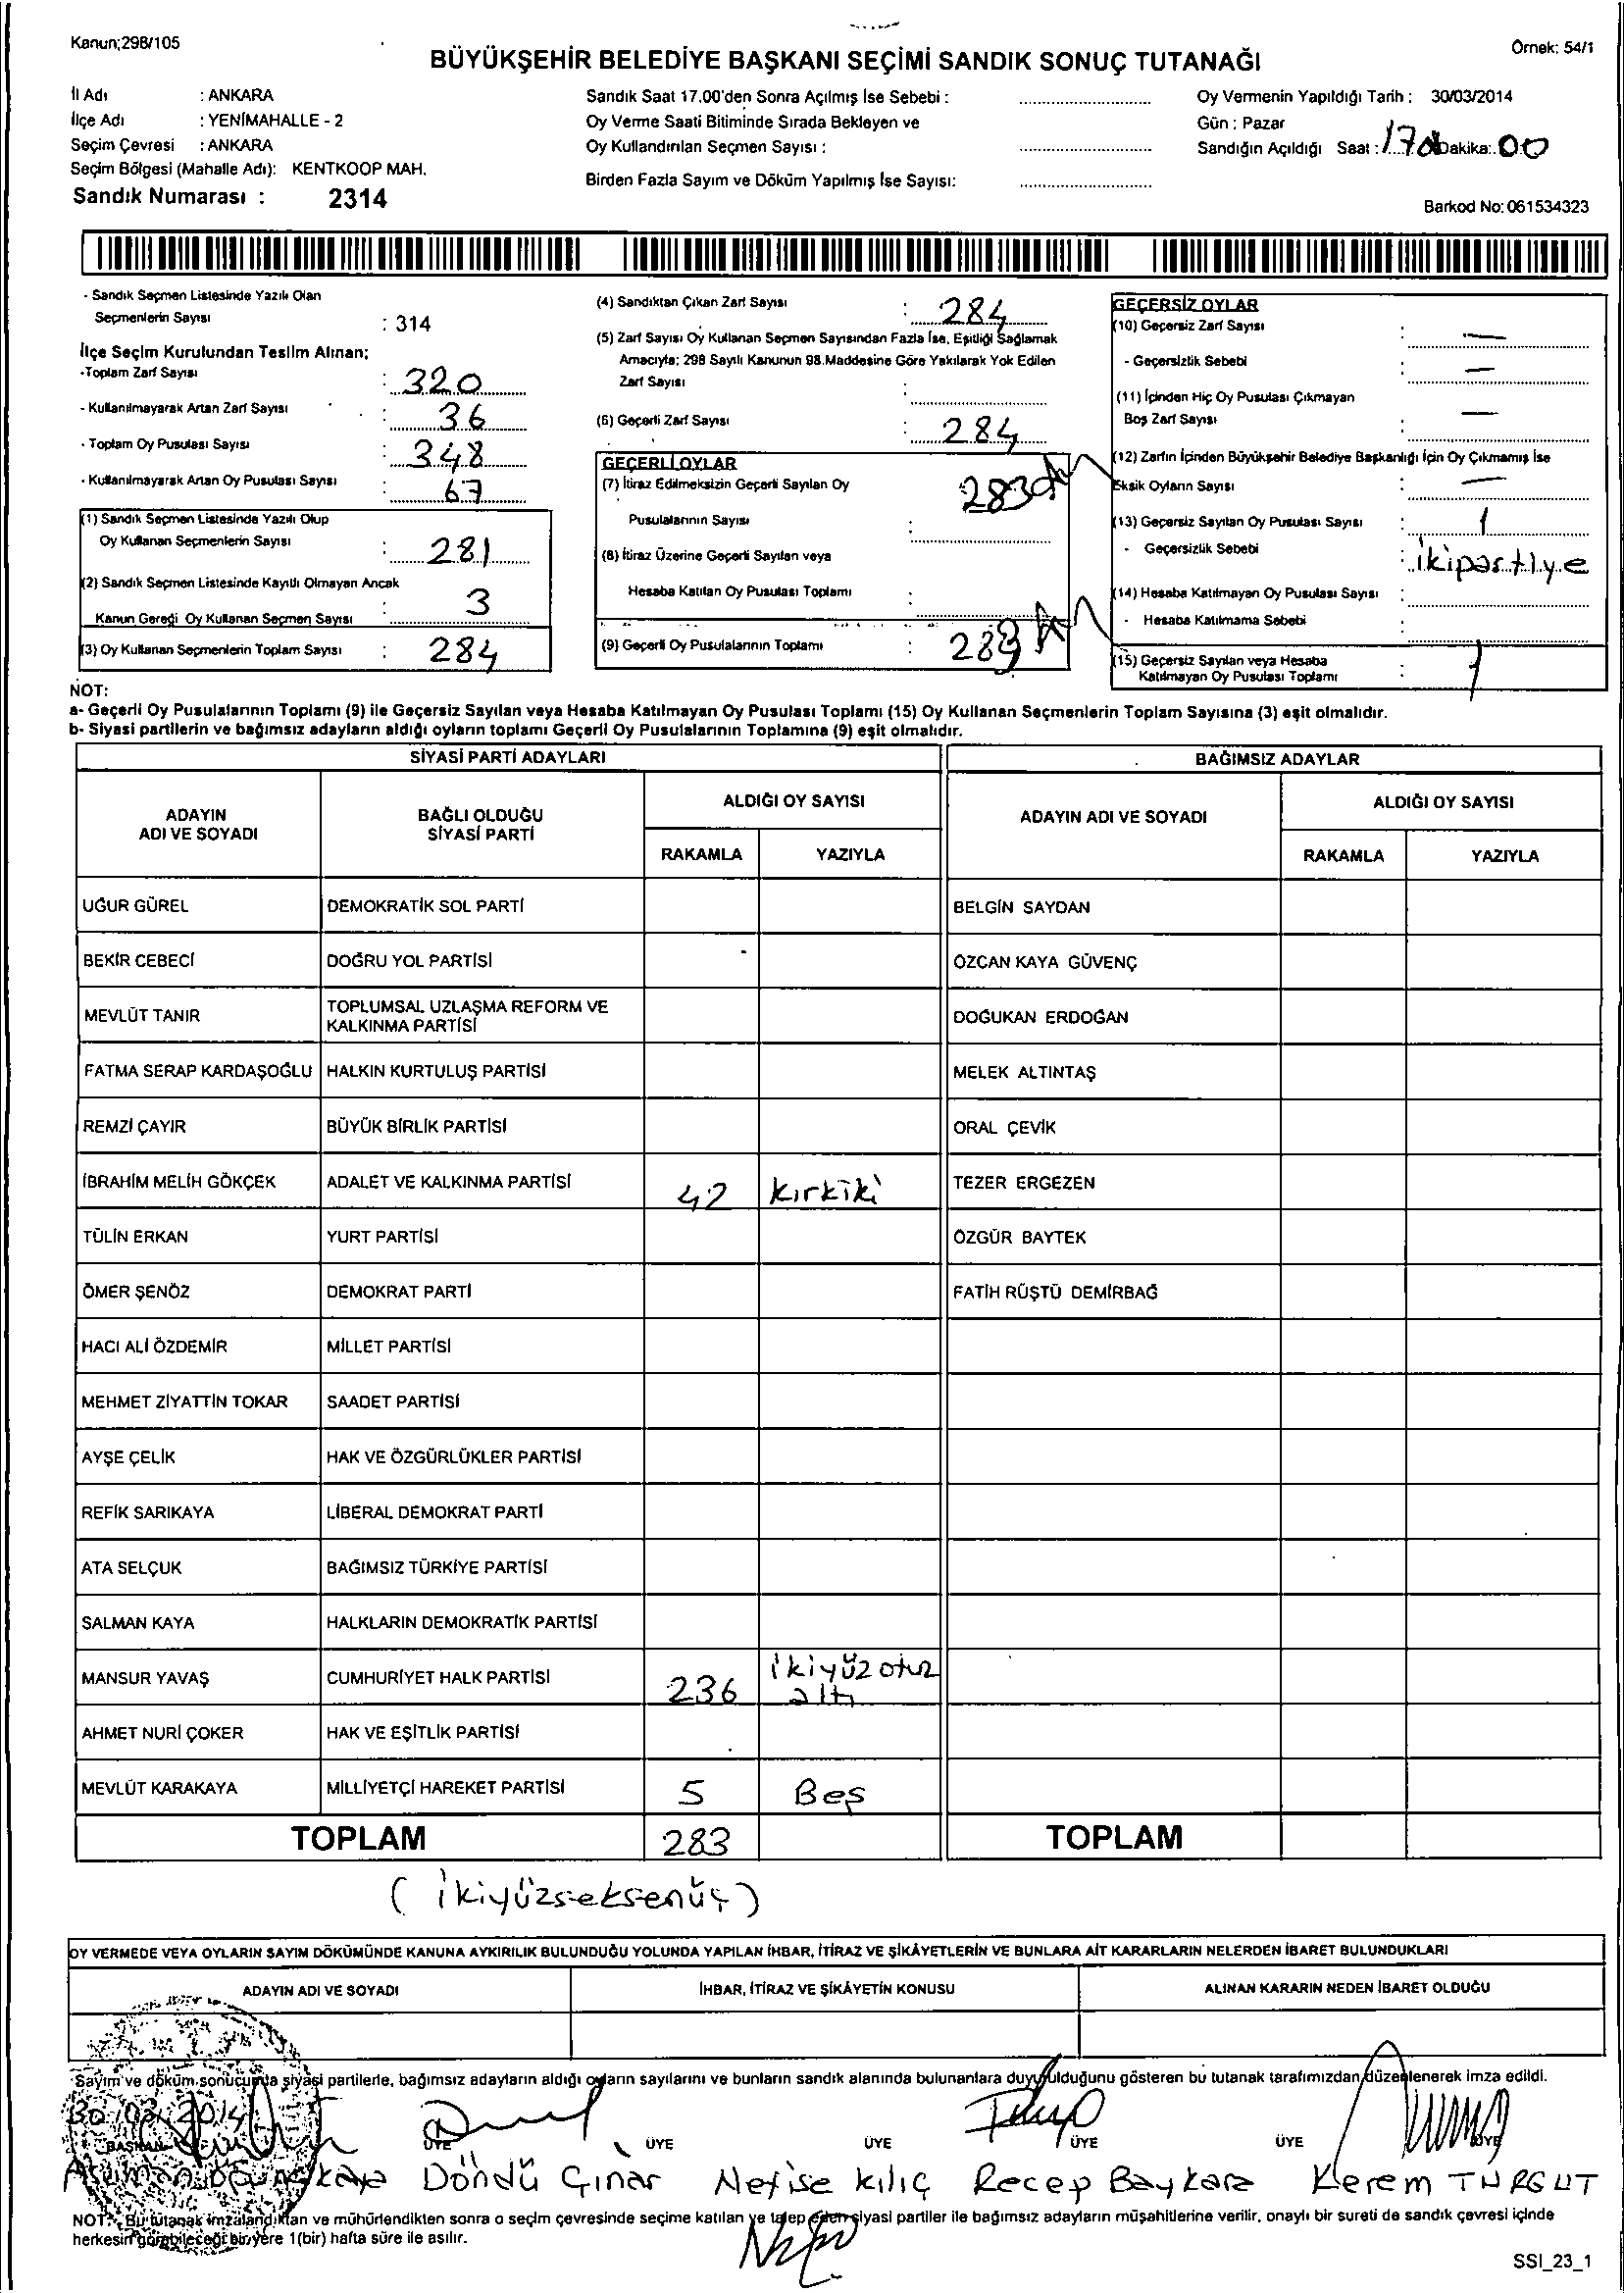 Kanun;298/105
Örnek: 54/1
BÜYÜKŞEHİR BELEDİYE BAŞKANI SEÇİMİ SANDIK SONUÇ TUTANAĞI
İl Adı : ANKARA
İlçe Adı : YENİMAHALLE - 2
Seçim Çevresi : ANKARA
Seçim Bölgesi (Mahalle Adı): KENTKOOP MAH.
Sandık Numarası : 2314
Sandık Saat 17.00'den Sonra Açılmış İse Sebebi :
Oy Verme Saati Bitiminde Sırada Bekleyen ve
Oy Kullandırılan Seçmen Sayısı :
Birden Fazla Sayım ve Döküm Yapılmış İse Sayısı:
Oy Vermenin Yapıldığı Tarih : 30/03/2014
Gün : Pazar
Sandığın Açıldığı Saat : 17 Dakika: 00
Barkod No: 061534323
- Sandık Seçmen Listesinde Yazılı Olan
Seçmenlerin Sayısı : 314
İlçe Seçim Kurulundan Teslim Alınan;
-Toplam Zarf Sayısı : 320
- Kullanılmayarak Artan Zarf Sayısı : 36
- Toplam Oy Pusulası Sayısı : 348
- Kullanılmayarak Artan Oy Pusulası Sayısı : 67
(1) Sandık Seçmen Listesinde Yazılı Olup
Oy Kullanan Seçmenlerin Sayısı : 281
(2) Sandık Seçmen Listesinde Kayıtlı Olmayan Ancak
Kanun Gereği Oy Kullanan Seçmen Sayısı : 3
(3) Oy Kullanan Seçmenlerin Toplam Sayısı : 284
(4) Sandıktan Çıkan Zarf Sayısı : 284
(5) Zarf Sayısı Oy Kullanan Seçmen Sayısından Fazla İse, Eşitliği Sağlamak
Amacıyla; 298 Sayılı Kanunun 98.Maddesine Göre Yakılarak Yok Edilen
Zarf Sayısı :
(6) Geçerli Zarf Sayısı : 284
GEÇERLİ OYLAR
(7) İtiraz Edilmeksizin Geçerli Sayılan Oy
Pusulalarının Sayısı : 283
(8) İtiraz Üzerine Geçerli Sayılan veya
Hesaba Katılan Oy Pusulası Toplamı :
(9) Geçerli Oy Pusulalarının Toplamı : 283
GEÇERSİZ OYLAR
(10) Geçersiz Zarf Sayısı : —
- Geçersizlik Sebebi : —
(11) İçinden Hiç Oy Pusulası Çıkmayan
Boş Zarf Sayısı : —
(12) Zarfın İçinden Büyükşehir Belediye Başkanlığı İçin Oy Çıkmamış İse
Eksik Oyların Sayısı : —
(13) Geçersiz Sayılan Oy Pusulası Sayısı : 1
- Geçersizlik Sebebi : ikipartiye
(14) Hesaba Katılmayan Oy Pusulası Sayısı :
- Hesaba Katılmama Sebebi :
(15) Geçersiz Sayılan veya Hesaba
Katılmayan Oy Pusulası Toplamı : 1
NOT:
a- Geçerli Oy Pusulalarının Toplamı (9) ile Geçersiz Sayılan veya Hesaba Katılmayan Oy Pusulası Toplamı (15) Oy Kullanan Seçmenlerin Toplam Sayısına (3) eşit olmalıdır.
b- Siyasi partilerin ve bağımsız adayların aldığı oyların toplamı Geçerli Oy Pusulalarının Toplamına (9) eşit olmalıdır.
SİYASİ PARTİ ADAYLARI BAĞIMSIZ ADAYLAR
ADAYIN ADI VE SOYADI BAĞLI OLDUĞU SİYASİ PARTİ ALDIĞI OY SAYISI ADAYIN ADI VE SOYADI ALDIĞI OY SAYISI
RAKAMLA YAZIYLA RAKAMLA YAZIYLA
UĞUR GÜREL DEMOKRATİK SOL PARTİ BELGİN SAYDAN
BEKİR CEBECİ DOĞRU YOL PARTİSİ ÖZCAN KAYA GÜVENÇ
MEVLÜT TANIR TOPLUMSAL UZLAŞMA REFORM VE KALKINMA PARTİSİ DOĞUKAN ERDOĞAN
FATMA SERAP KARDAŞOĞLU HALKIN KURTULUŞ PARTİSİ MELEK ALTINTAŞ
REMZİ ÇAYIR BÜYÜK BİRLİK PARTİSİ ORAL ÇEVİK
İBRAHİM MELİH GÖKÇEK ADALET VE KALKINMA PARTİSİ 42 kırkiki TEZER ERGEZEN
TÜLİN ERKAN YURT PARTİSİ ÖZGÜR BAYTEK
ÖMER ŞENÖZ DEMOKRAT PARTİ FATİH RÜŞTÜ DEMİRBAĞ
HACI ALİ ÖZDEMİR MİLLET PARTİSİ
MEHMET ZİYATTİN TOKAR SAADET PARTİSİ
AYŞE ÇELİK HAK VE ÖZGÜRLÜKLER PARTİSİ
REFİK SARIKAYA LİBERAL DEMOKRAT PARTİ
ATA SELÇUK BAĞIMSIZ TÜRKİYE PARTİSİ
SALMAN KAYA HALKLARIN DEMOKRATİK PARTİSİ
MANSUR YAVAŞ CUMHURİYET HALK PARTİSİ 236 ikiyüz otuz altı
AHMET NURİ ÇOKER HAK VE EŞİTLİK PARTİSİ
MEVLÜT KARAKAYA MİLLİYETÇİ HAREKET PARTİSİ 5 Beş
TOPLAM 283 TOPLAM
( ikiyüzseksenüç )
OY VERMEDE VEYA OYLARIN SAYIM DÖKÜMÜNDE KANUNA AYKIRILIK BULUNDUĞU YOLUNDA YAPILAN İHBAR, İTİRAZ VE ŞİKÂYETLERİN VE BUNLARA AİT KARARLARIN NELERDEN İBARET BULUNDUKLARI
ADAYIN ADI VE SOYADI İHBAR, İTİRAZ VE ŞİKÂYETİN KONUSU ALINAN KARARIN NEDEN İBARET OLDUĞU
Sayım ve döküm sonucunda siyasi partilerle, bağımsız adayların aldığı oyların sayılarını ve bunların sandık alanında bulunanlara duyurulduğunu gösteren bu tutanak tarafımızdan düzenlenerek imza edildi.
30/03/2014
BAŞKAN ÜYE ÜYE ÜYE ÜYE ÜYE ÜYE
Döndü Çınar Nefise Kılıç Recep Baykara Kerem TURGUT
NOT:- Bu tutanak imzalandıktan ve mühürlendikten sonra o seçim çevresinde seçime katılan ve talep eden siyasi partiler ile bağımsız adayların müşahitlerine verilir, onaylı bir sureti de sandık çevresi içinde
herkesin görebileceği bir yere 1(bir) hafta süre ile asılır.
SSI_23_1